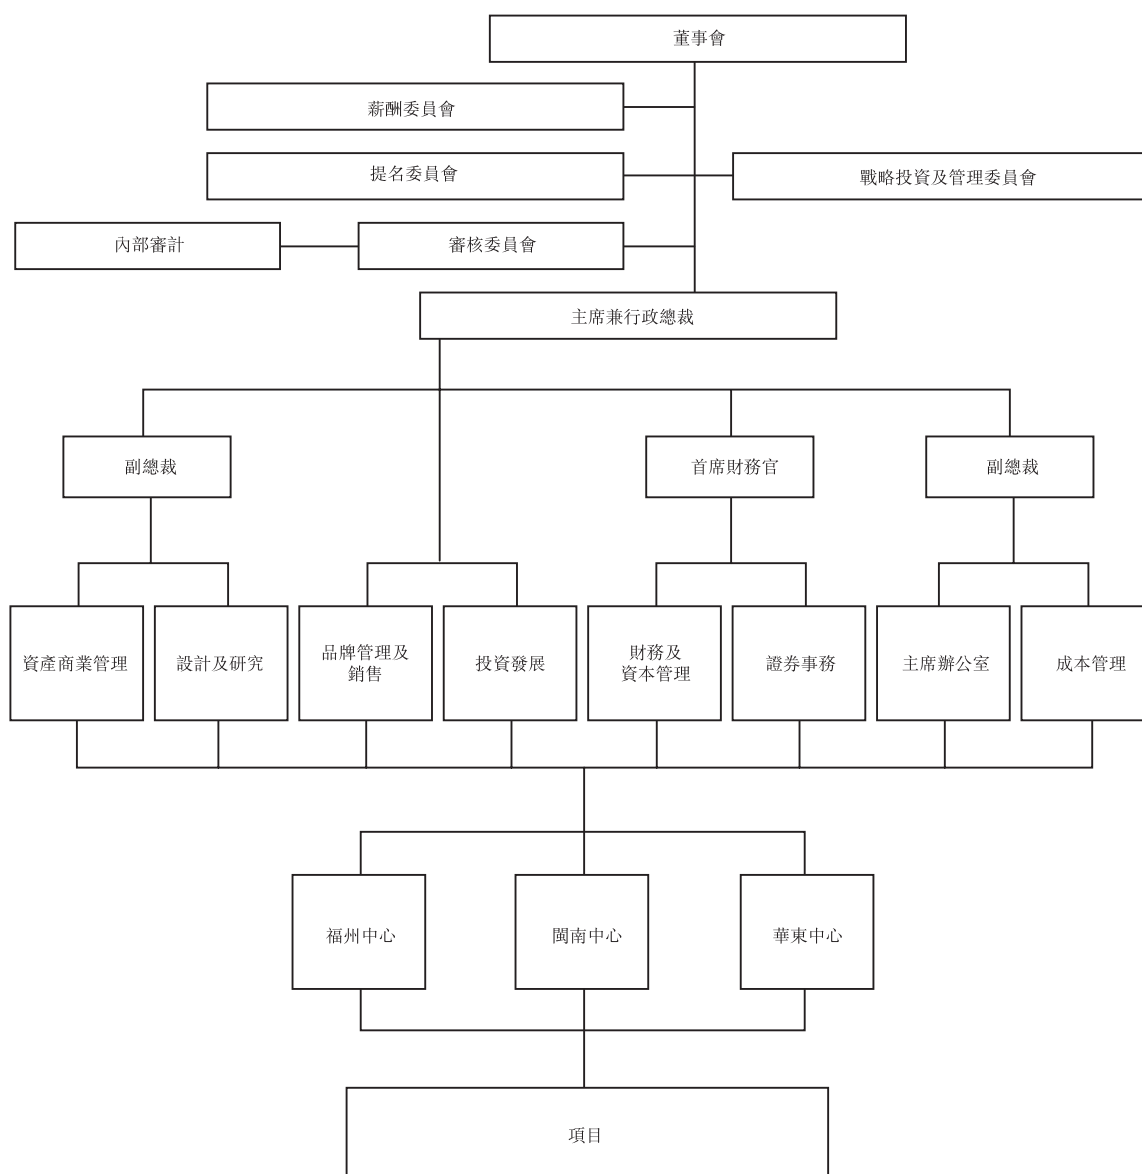 董事會
薪酬委員會
提名委員會
戰略投資及管理委員會
內部審計
審核委員會
主席兼行政總裁
副總裁
首席財務官
副總裁
資產商業管理
設計及研究
品牌管理及
銷售
投資發展
財務及
資本管理
證券事務
主席辦公室
成本管理
福州中心
閩南中心
華東中心
項目